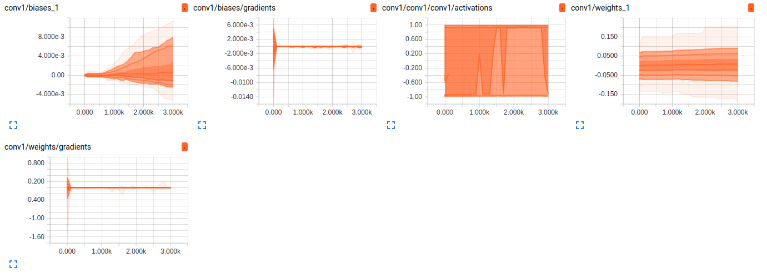 conv1/biases_1
8.000e-3
4.000e-3
0.00
-4.000e-3
0.000 1.000k 2.000k 3.000k
conv1/biases/gradients
6.000e-3
2.000e-3
-2.000e-3
-6.000e-3
-0.0100
-0.0140
0.000 1.000k 2.000k 3.000k
conv1/conv1/conv1/activations
1.00
0.600
0.200
-0.200
-0.600
-1.00
0.000 1.000k 2.000k 3.000k
conv1/weights_1
0.150
0.0500
-0.0500
-0.150
0.000 1.000k 2.000k 3.000k
conv1/weights/gradients
0.800
0.200
-0.400
-1.00
-1.60
0.000 1.000k 2.000k 3.000k